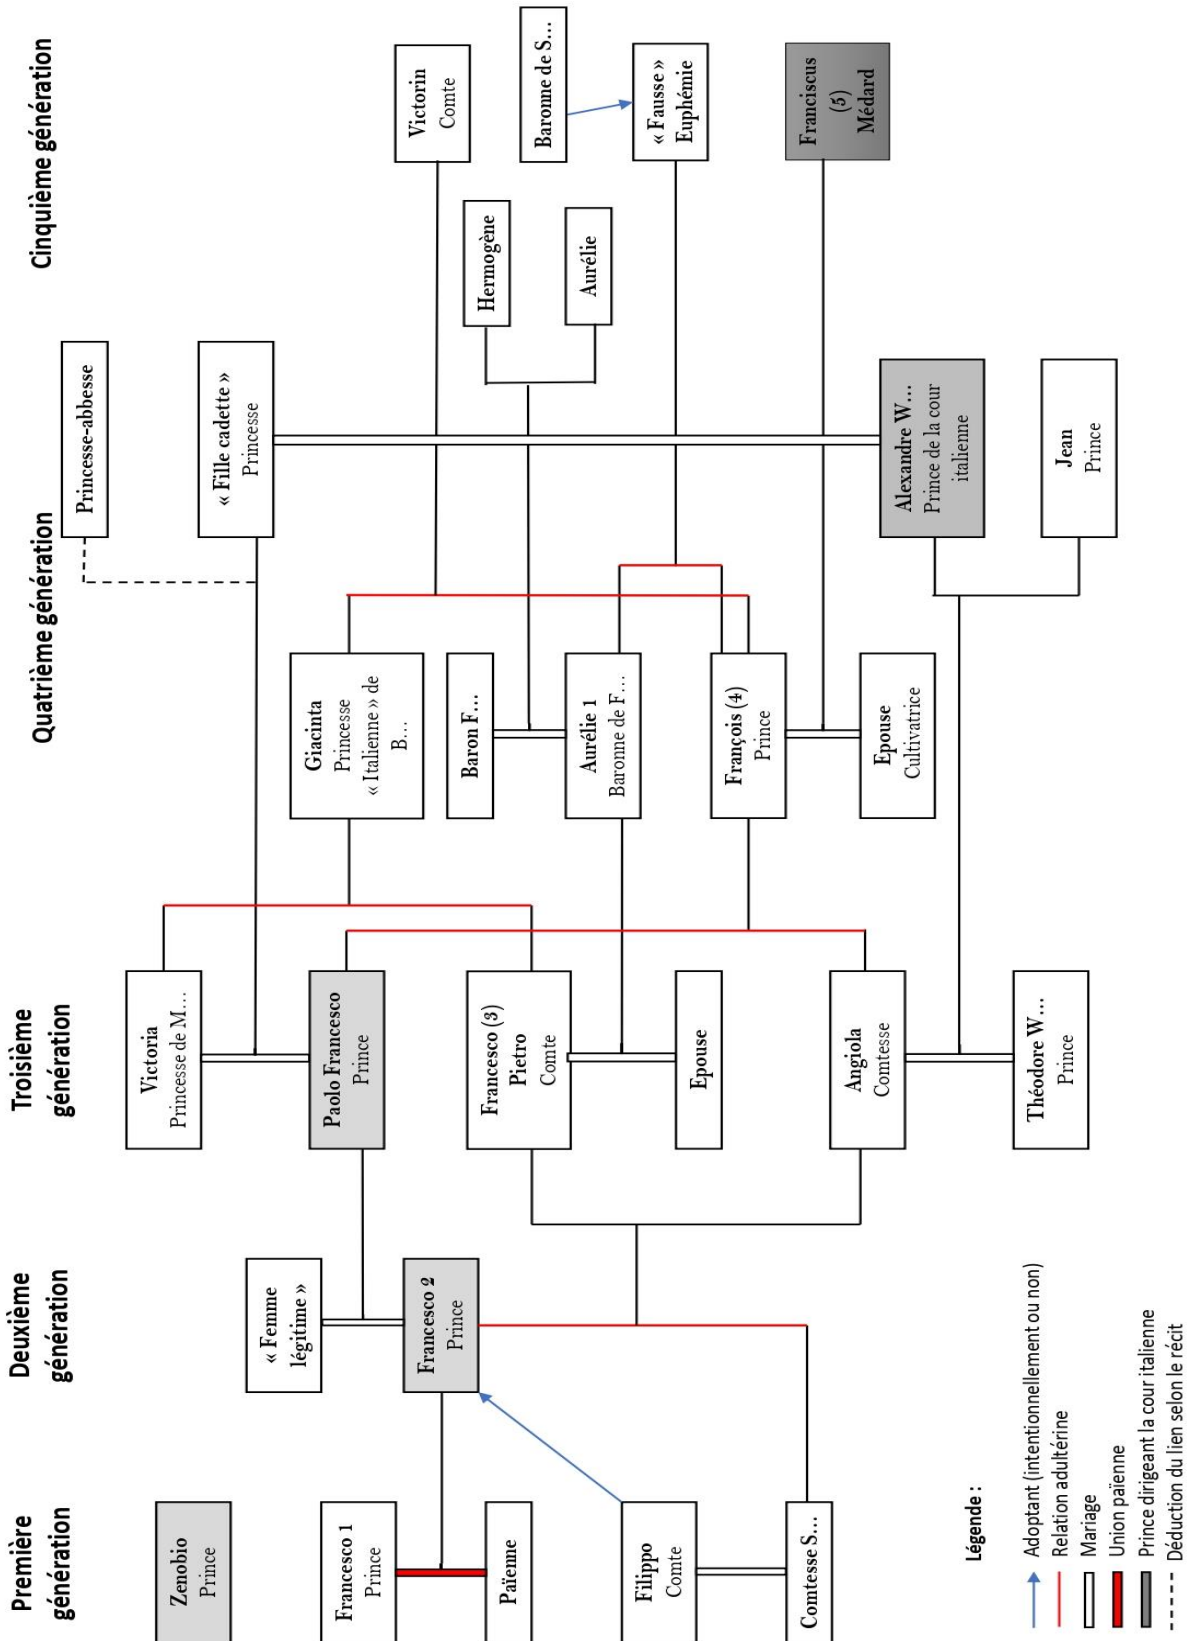 Première
génération
Deuxième
génération
Troisième
génération
Quatrième génération
Cinquième génération
Zenobio
Prince
Francesco 1
Prince
Païenne
Filippo
Comte
Comtesse S…
« Femme
légitime »
Francesco 2
Prince
Victoria
Princesse de M…
Paolo Francesco
Prince
Francesco (3)
Pietro
Comte
Epouse
Angiola
Comtesse
Théodore W…
Prince
Giacinta
Princesse
« Italienne » de
B…
Baron F…
Aurélie 1
Baronne de F…
François (4)
Prince
Epouse
Cultivatrice
Princesse-abbesse
« Fille cadette »
Princesse
Alexandre W…
Prince de la cour
italienne
Jean
Prince
Hermogène
Aurélie
Victorin
Comte
Baronne de S…
« Fausse »
Euphémie
Franciscus
(5)
Médard
Légende :
Adoptant (intentionnellement ou non)
Relation adultérine
Mariage
Union païenne
Prince dirigeant la cour italienne
Déduction du lien selon le récit